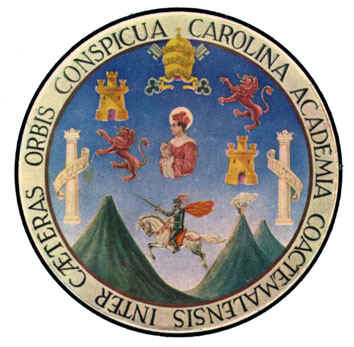 CAROLINA ACADEMIA COACTEMALENSIS INTER CÆTERAS ORBIS CONSPICUA